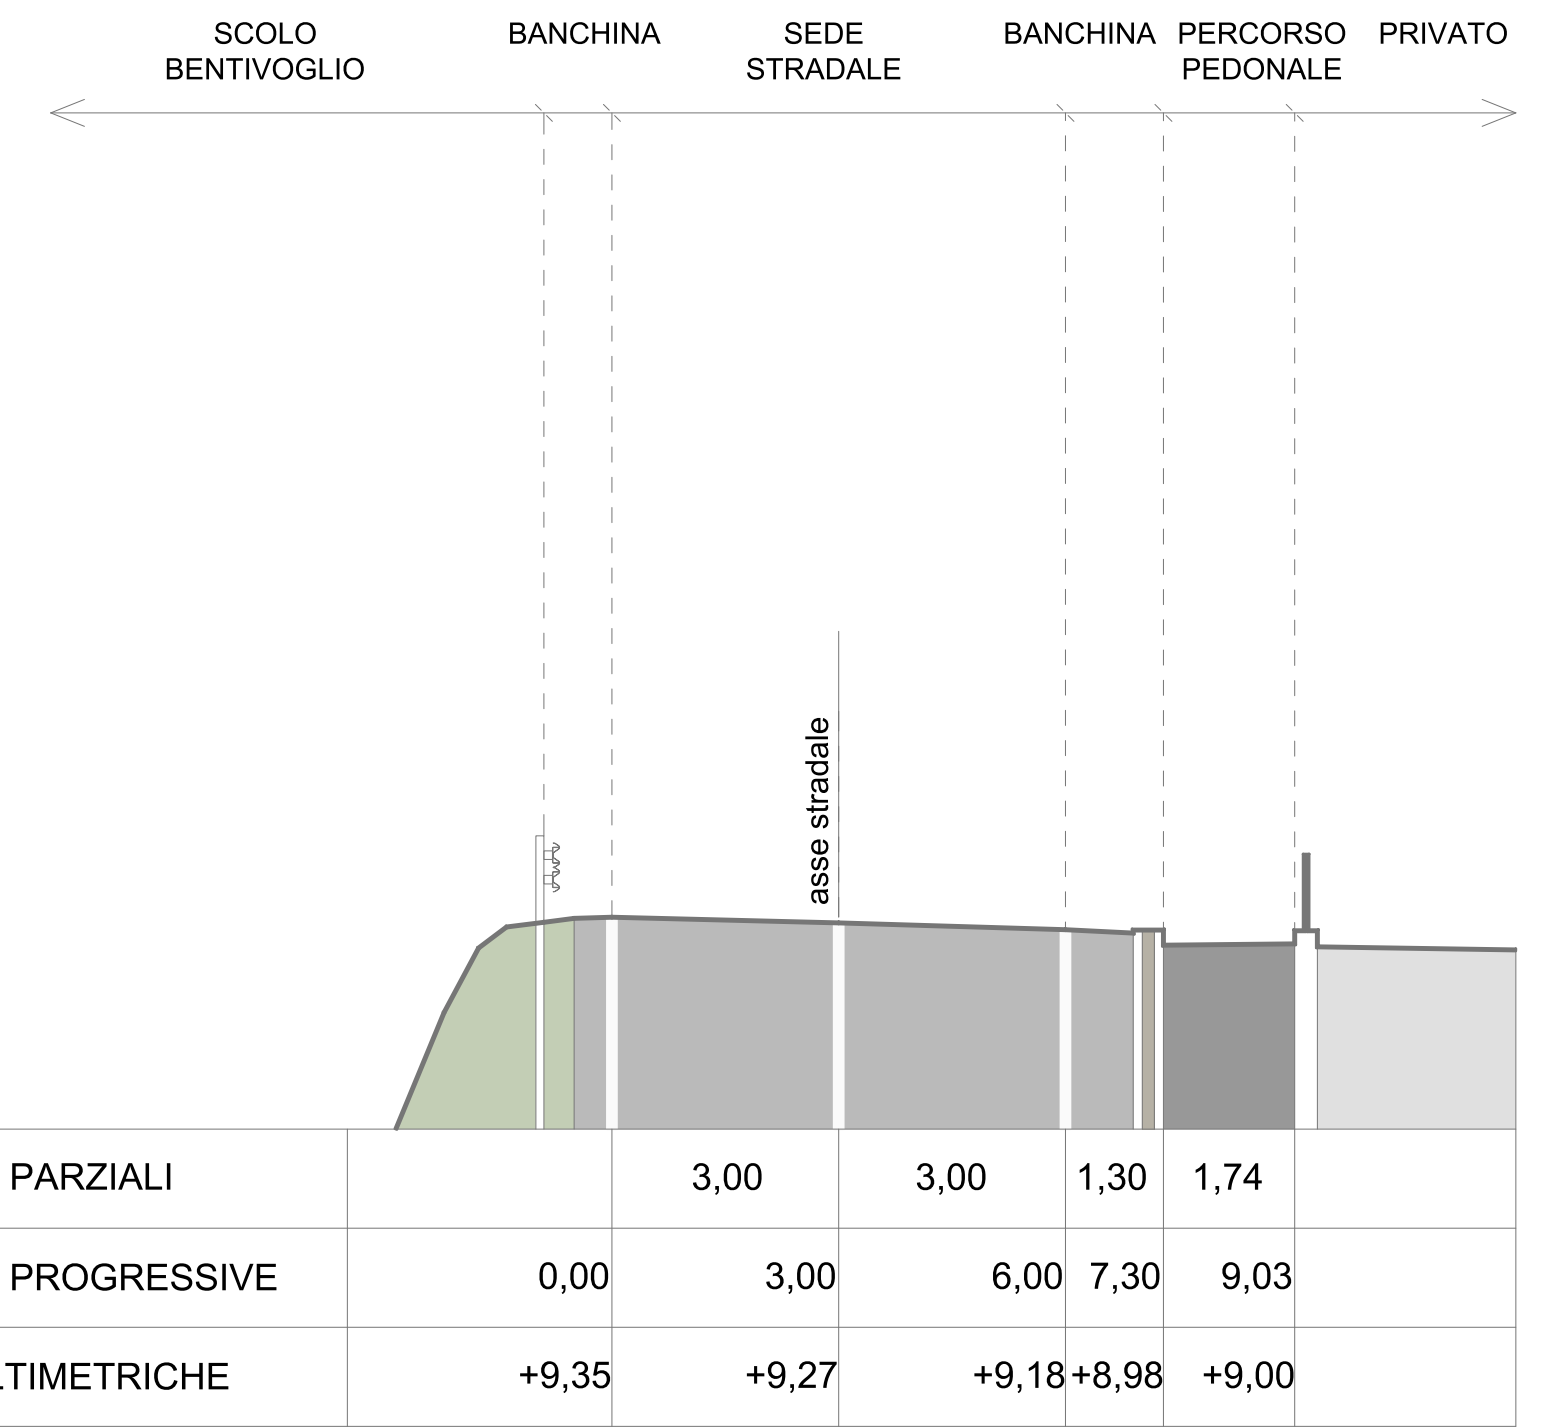 SCOLO
BENTIVOGLIO
BANCHINA
SEDE
STRADALE
BANCHINA
PERCORSO
PEDONALE
PRIVATO
asse stradale
PARZIALI 3,00 3,00 1,30 1,74
PROGRESSIVE 0,00 3,00 6,00 7,30 9,03
LTIMETRICHE +9,35 +9,27 +9,18 +8,98 +9,00